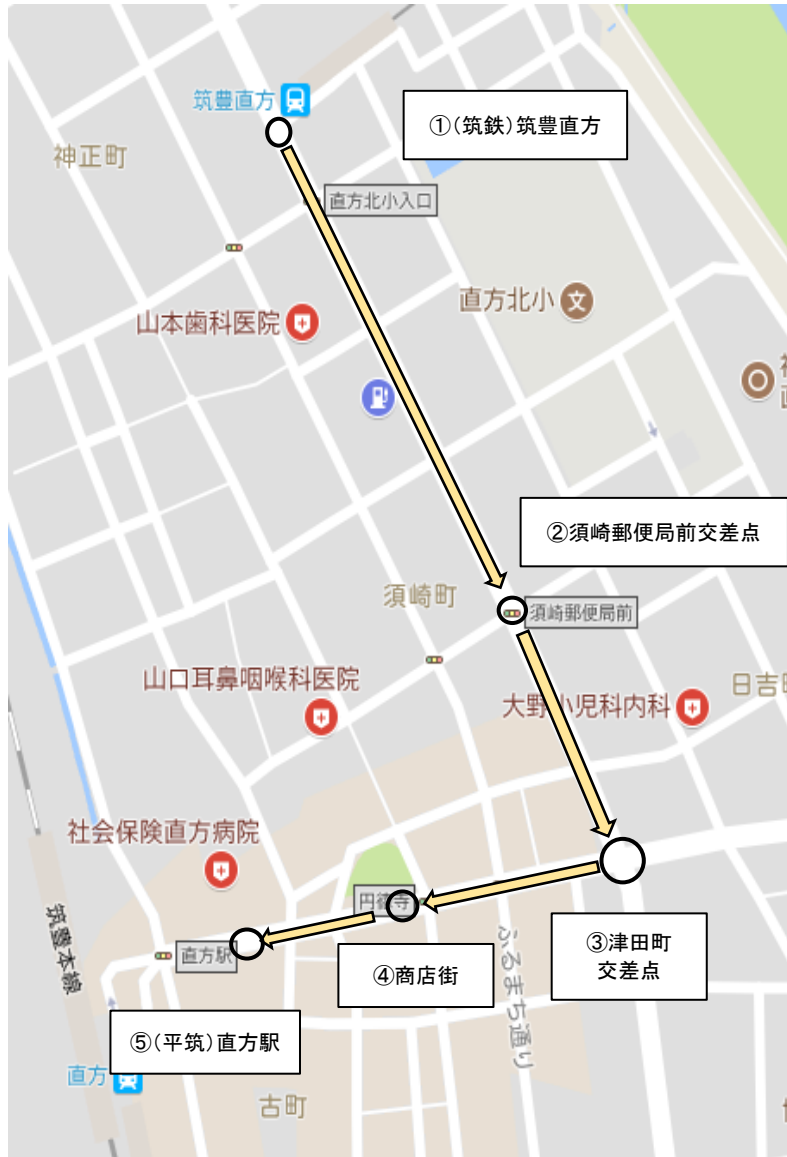 筑豊直方
①(筑鉄)筑豊直方
神正町
直方北小入口
直方北小
山本歯科医院
②須崎郵便局前交差点
須崎町
須崎郵便局前
山口耳鼻咽喉科医院
大野小児科内科
日吉
社会保険直方病院
円徳寺
筑豊本線
直方駅
④商店街
③津田町
交差点
ふるまち通り
⑤(平筑)直方駅
直方
古町